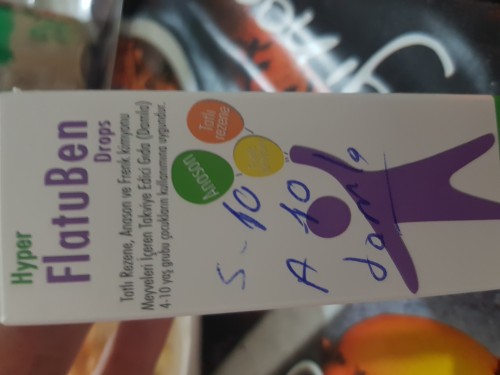 Hyper
FlatuBen
Drops
Tatlı Rezene, Anason ve Frenk kimyonu
Meyveleri İçeren Takviye Edici Gıda (Damla)
4-10 yaş grubu çocukların kullanımına uygundur.
Anason
Tatlı
rezene
S-10
A 10
damla